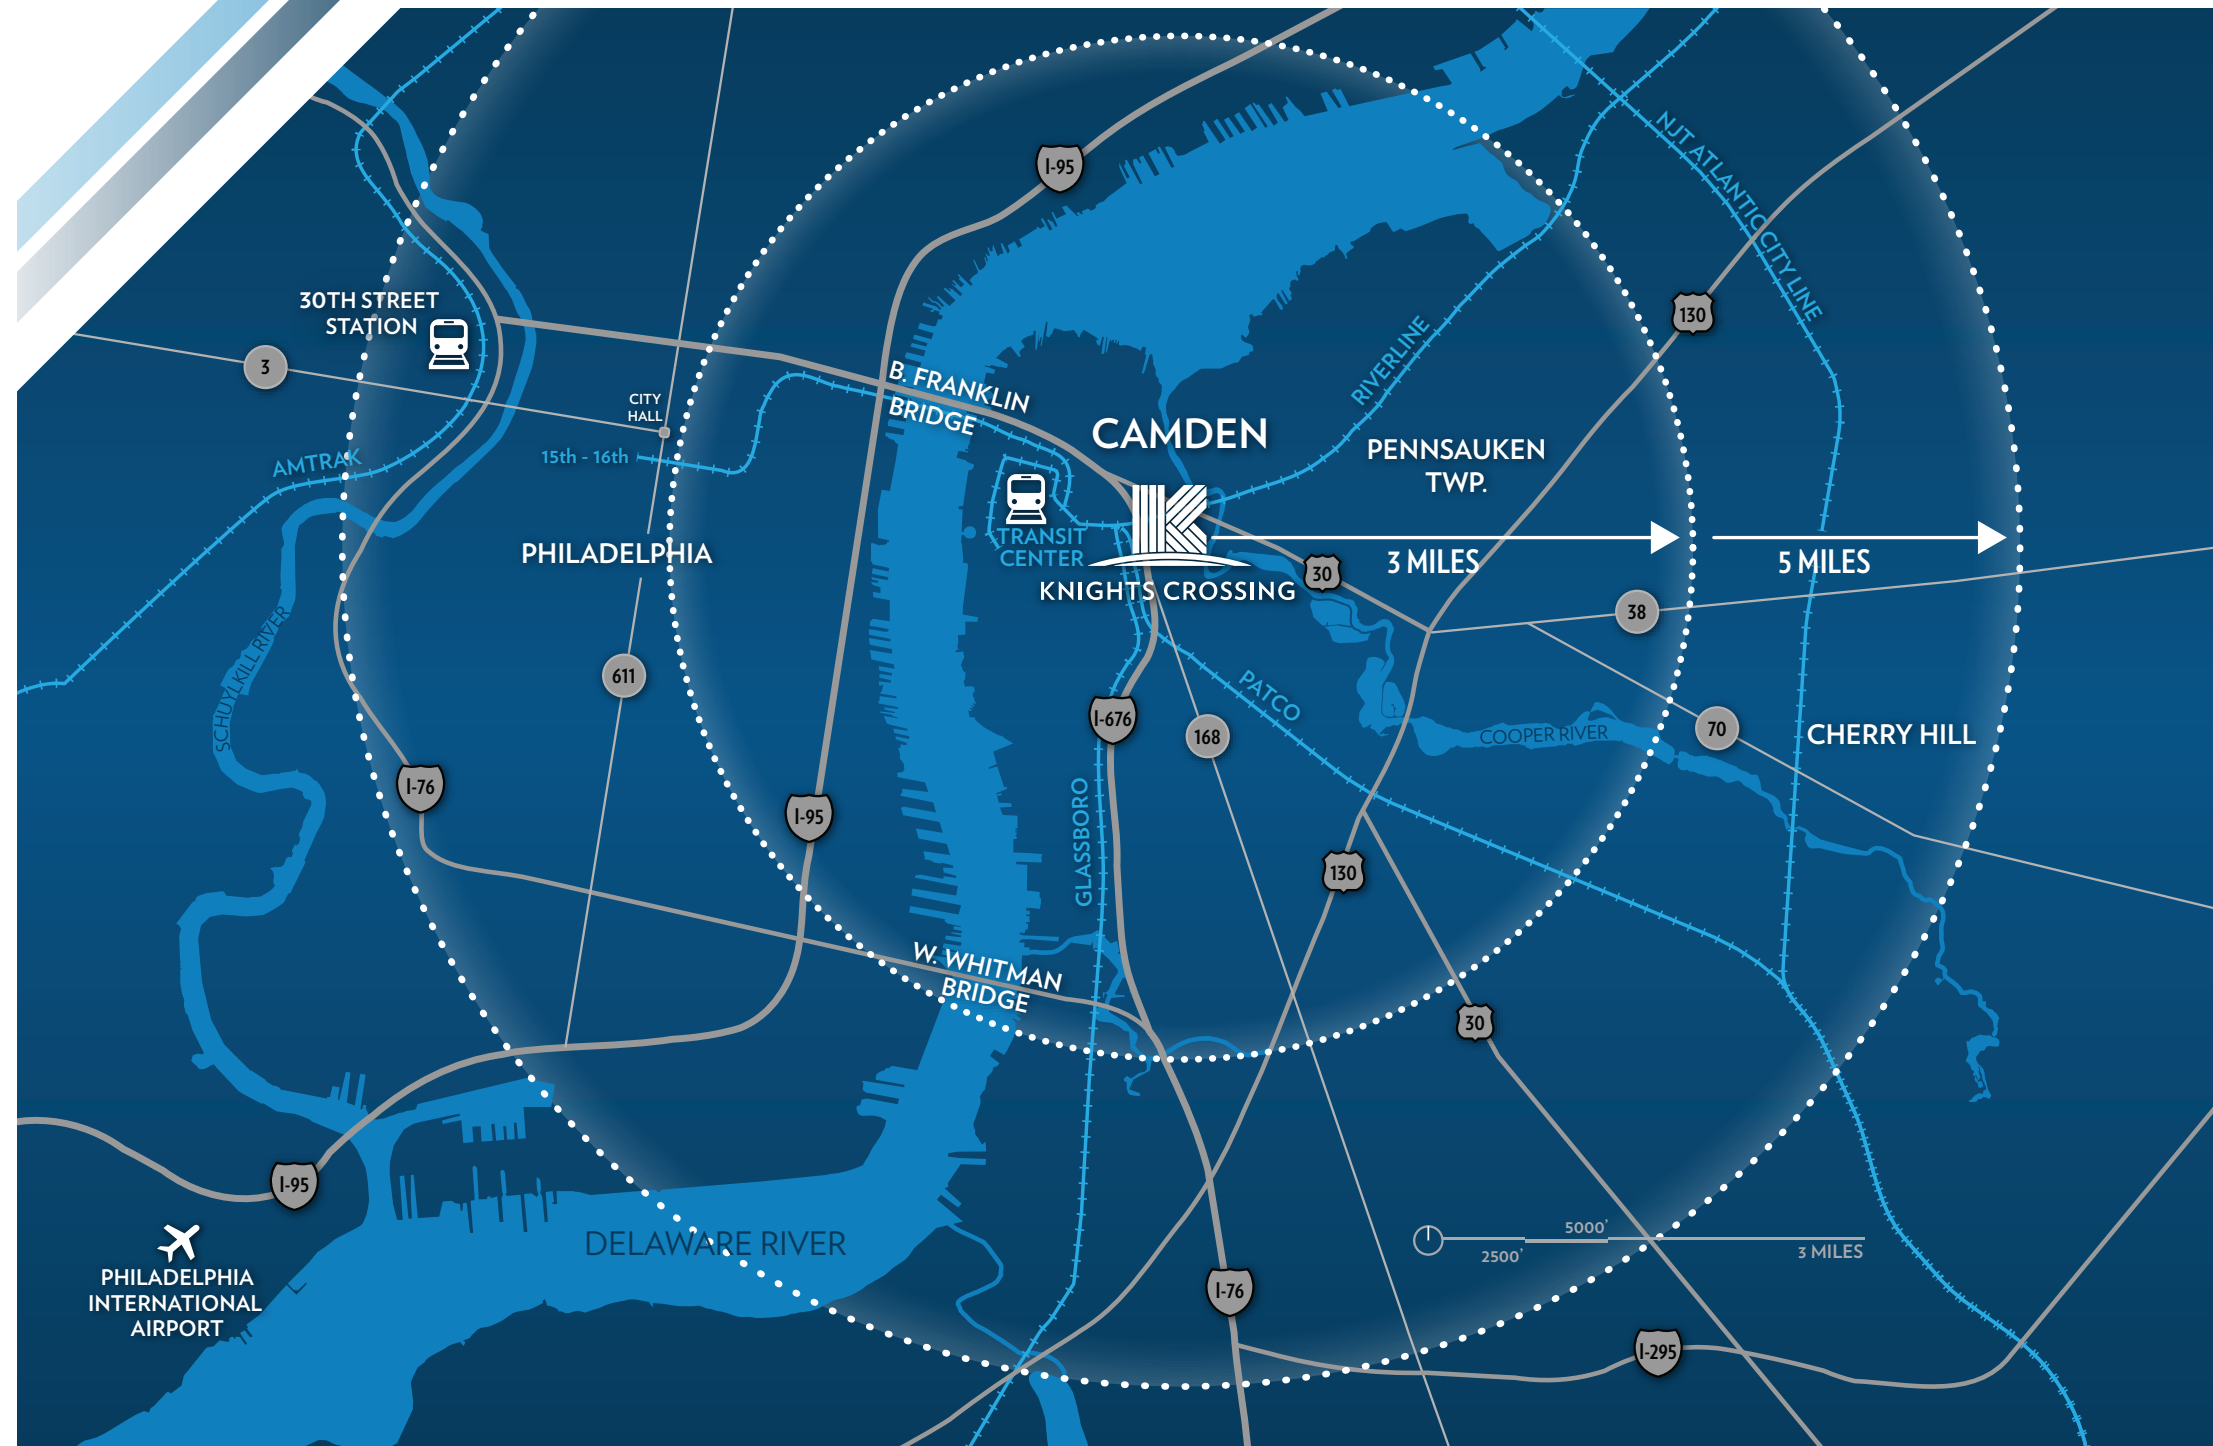 I-95
NJT ATLANTIC CITY LINE
30TH STREET
STATION
130
3
RIVERLINE
B. FRANKLIN
BRIDGE
CITY
HALL
CAMDEN
PENNSAUKEN
TWP.
AMTRAK
15th - 16th
TRANSIT
CENTER
PHILADELPHIA
3 MILES
5 MILES
30
KNIGHTS CROSSING
38
SCHUYLKILL RIVER
611
PATCO
I-676
168
COOPER RIVER
70
CHERRY HILL
I-76
I-95
GLASSBORO
130
W. WHITMAN
BRIDGE
30
I-95
DELAWARE RIVER
5000'
2500'
3 MILES
PHILADELPHIA
INTERNATIONAL
AIRPORT
I-76
I-295